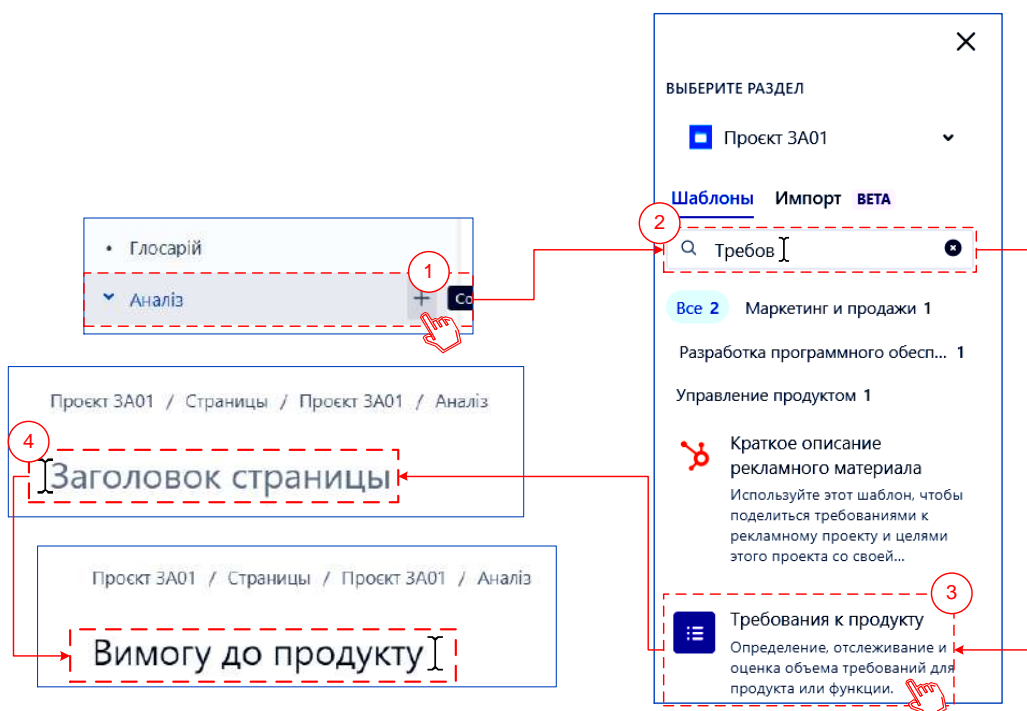 • Глосарій
Аналіз
+
Со
1
Проєкт ЗА01 / Страницы / Проєкт ЗА01 / Аналіз
4
Заголовок страницы
Проєкт ЗА01 / Страницы / Проєкт ЗА01 / Аналіз
Вимогу до продукту
ВЫБЕРИТЕ РАЗДЕЛ
Проєкт ЗА01
Шаблоны Импорт BETA
2
Требов
Все 2 Маркетинг и продажи 1
Разработка программного обесп... 1
Управление продуктом 1
Краткое описание
рекламного материала
Используйте этот шаблон, чтобы
поделиться требованиями к
рекламному проекту и целями
этого проекта со своей...
3
Требования к продукту
Определение, отслеживание и
оценка объема требований для
продукта или функции.